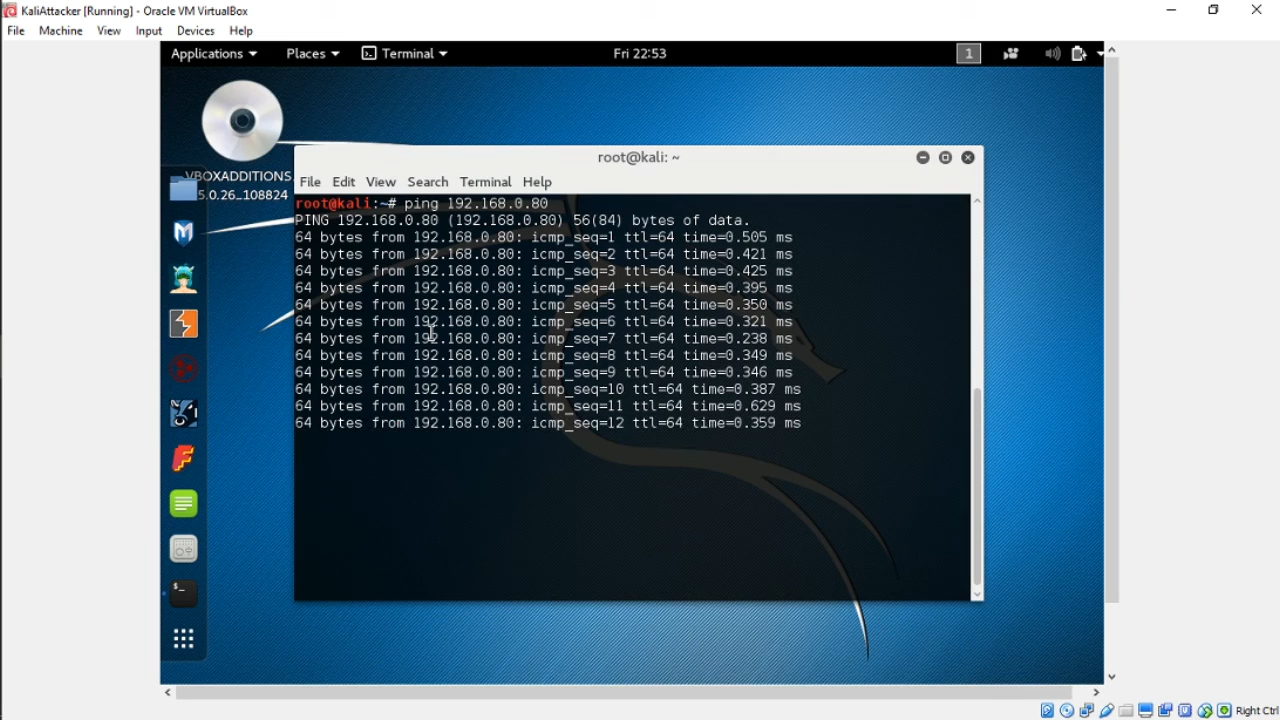 KaliAttacker [Running] - Oracle VM VirtualBox
File Machine View Input Devices Help
Applications Places Terminal Fri 22:53 1
VBOXADDITIONS
5.0.26_108824
root@kali: ~
File Edit View Search Terminal Help
root@kali:~# ping 192.168.0.80
PING 192.168.0.80 (192.168.0.80) 56(84) bytes of data.
64 bytes from 192.168.0.80: icmp_seq=1 ttl=64 time=0.505 ms
64 bytes from 192.168.0.80: icmp_seq=2 ttl=64 time=0.421 ms
64 bytes from 192.168.0.80: icmp_seq=3 ttl=64 time=0.425 ms
64 bytes from 192.168.0.80: icmp_seq=4 ttl=64 time=0.395 ms
64 bytes from 192.168.0.80: icmp_seq=5 ttl=64 time=0.350 ms
64 bytes from 192.168.0.80: icmp_seq=6 ttl=64 time=0.321 ms
64 bytes from 192.168.0.80: icmp_seq=7 ttl=64 time=0.238 ms
64 bytes from 192.168.0.80: icmp_seq=8 ttl=64 time=0.349 ms
64 bytes from 192.168.0.80: icmp_seq=9 ttl=64 time=0.346 ms
64 bytes from 192.168.0.80: icmp_seq=10 ttl=64 time=0.387 ms
64 bytes from 192.168.0.80: icmp_seq=11 ttl=64 time=0.629 ms
64 bytes from 192.168.0.80: icmp_seq=12 ttl=64 time=0.359 ms
Right Ctrl